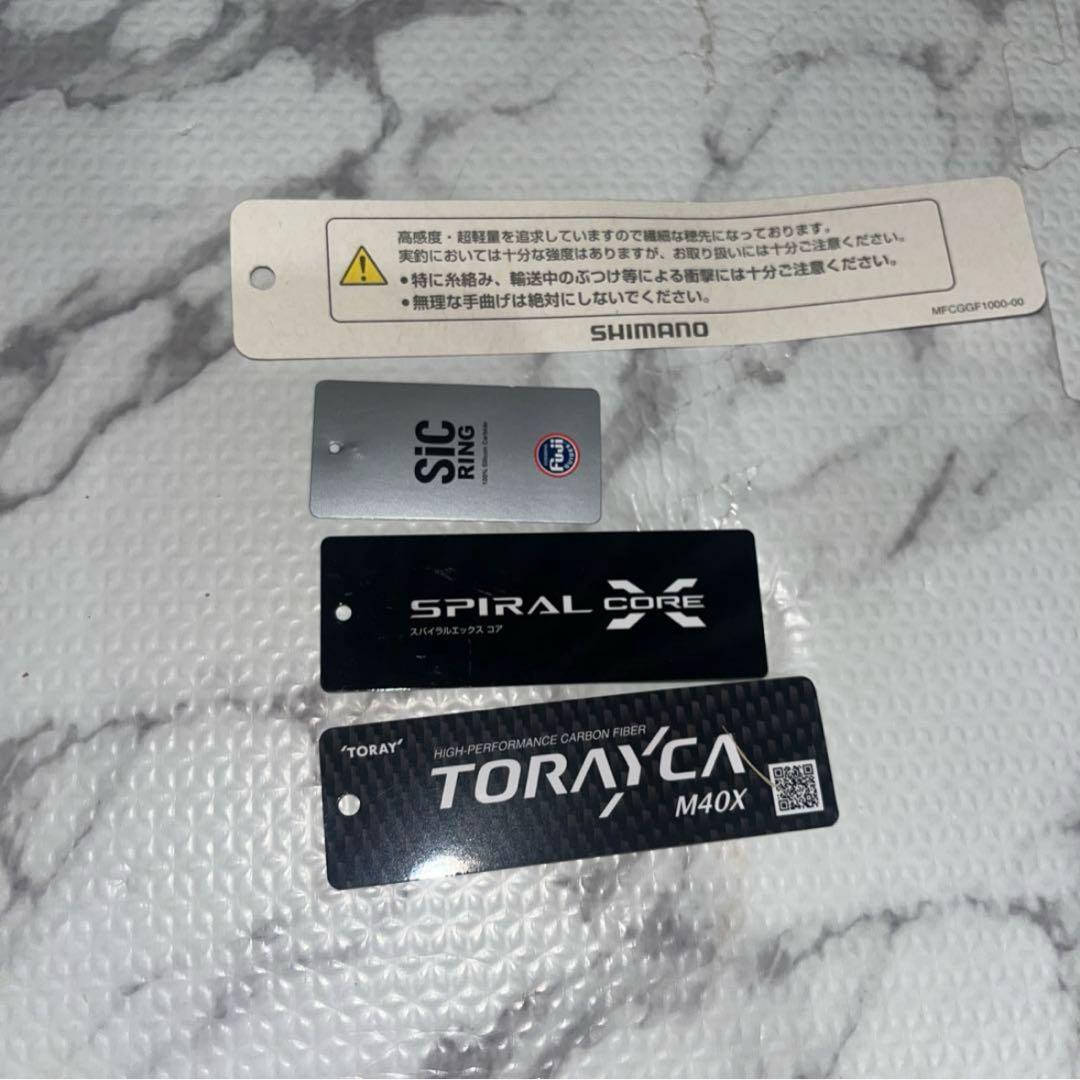 高感度・超軽量を追求していますので繊細な穂先になっております。
実釣においては十分な強度はありますが、お取り扱いには十分ご注意ください。
●特に糸絡み、輸送中のぶつけ等による衝撃には十分ご注意ください。
●無理な手曲げは絶対にしないでください。
SHIMANO
MFCGGF1000-00
SiC
RING
100% Silicon Carbide
Fuji
SPIRAL X CORE
スパイラルエックス コア
'TORAY'
HIGH-PERFORMANCE CARBON FIBER
TORAYCA
M40X